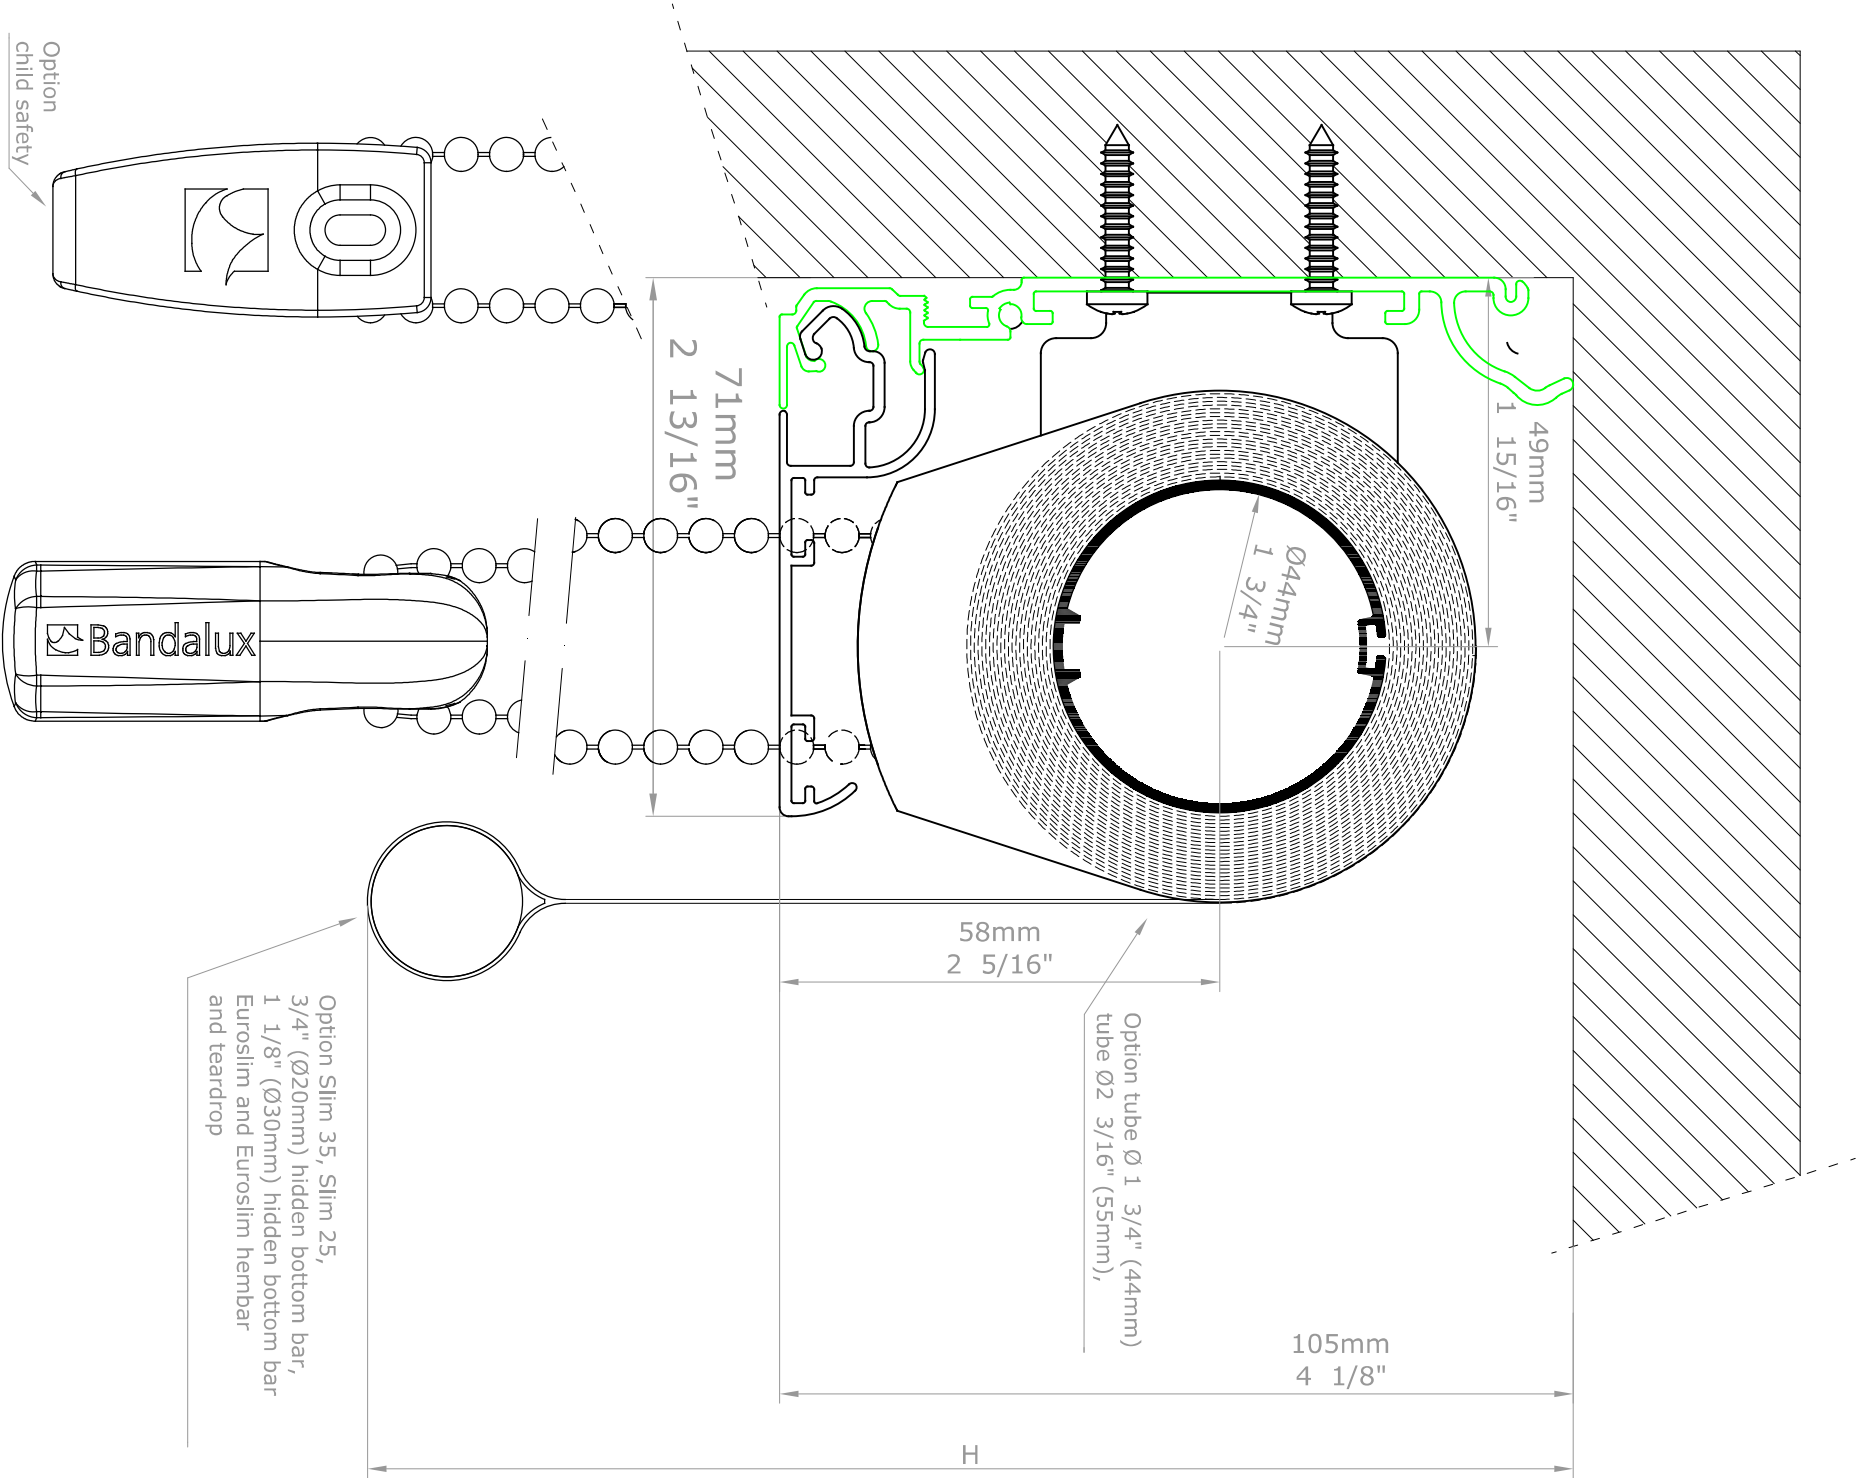 Option
child safety
71mm
2 13/16"
49mm
1 15/16"
Ø44mm
1 3/4"
Bandalux
58mm
2 5/16"
Option tube Ø 1 3/4" (44mm)
tube Ø2 3/16" (55mm),
Option Slim 35, Slim 25,
3/4" (Ø20mm) hidden bottom bar,
1 1/8" (Ø30mm) hidden bottom bar
Euroslim and Euroslim hembar
and teardrop
105mm
4 1/8"
H